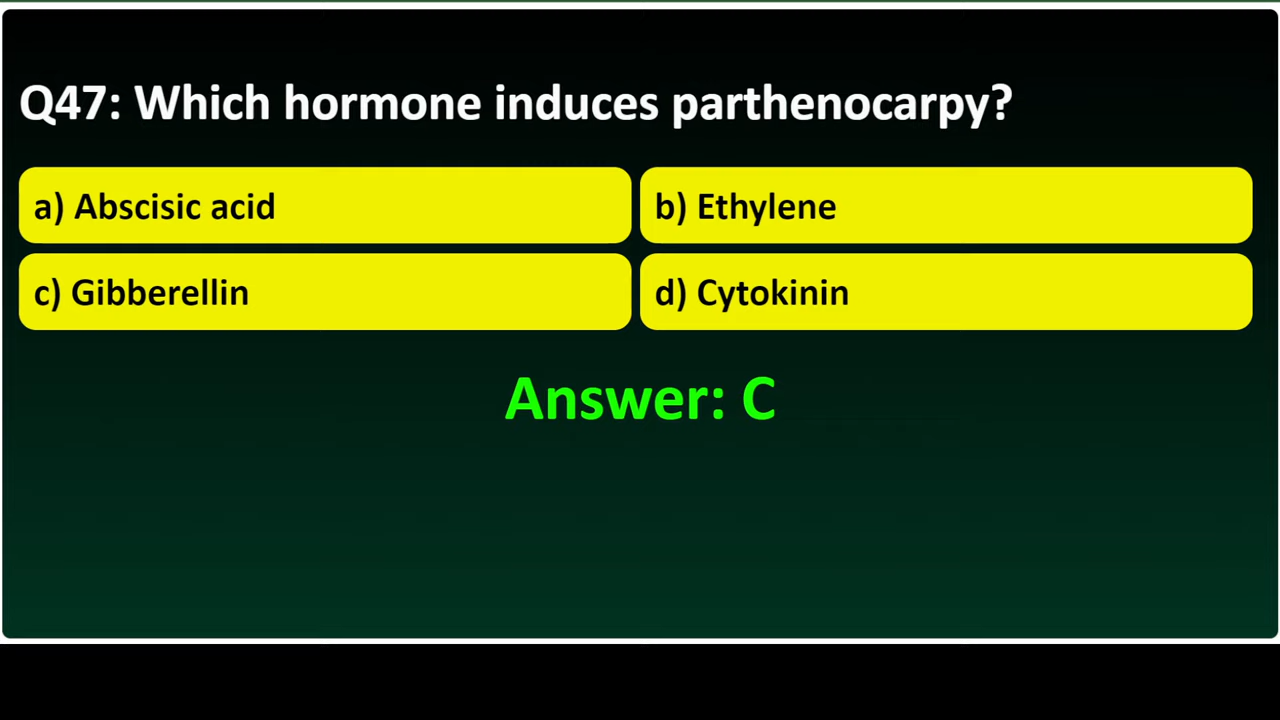 Q47: Which hormone induces parthenocarpy?
a) Abscisic acid
b) Ethylene
c) Gibberellin
d) Cytokinin
Answer: C